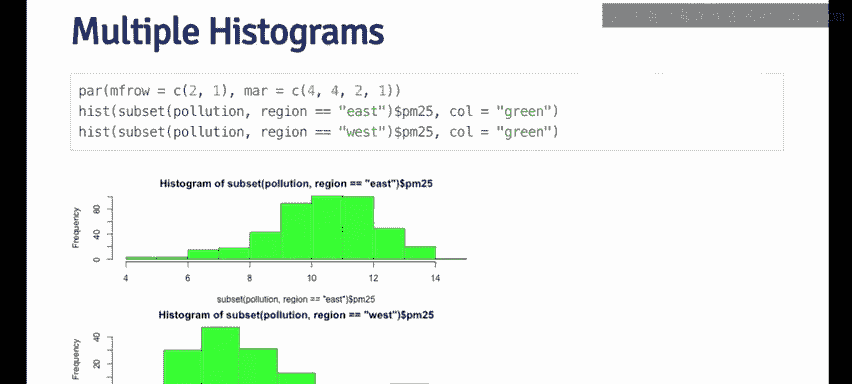 Multiple Histograms
par(mfrow = c(2, 1), mar = c(4, 4, 2, 1))
hist(subset(pollution, region == "east")$pm25, col = "green")
hist(subset(pollution, region == "west")$pm25, col = "green")
Histogram of subset(pollution, region == "east")$pm25
Frequency
80
40
0
4 6 8 10 12 14
subset(pollution, region == "east")$pm25
Histogram of subset(pollution, region == "west")$pm25
Frequency
40
20